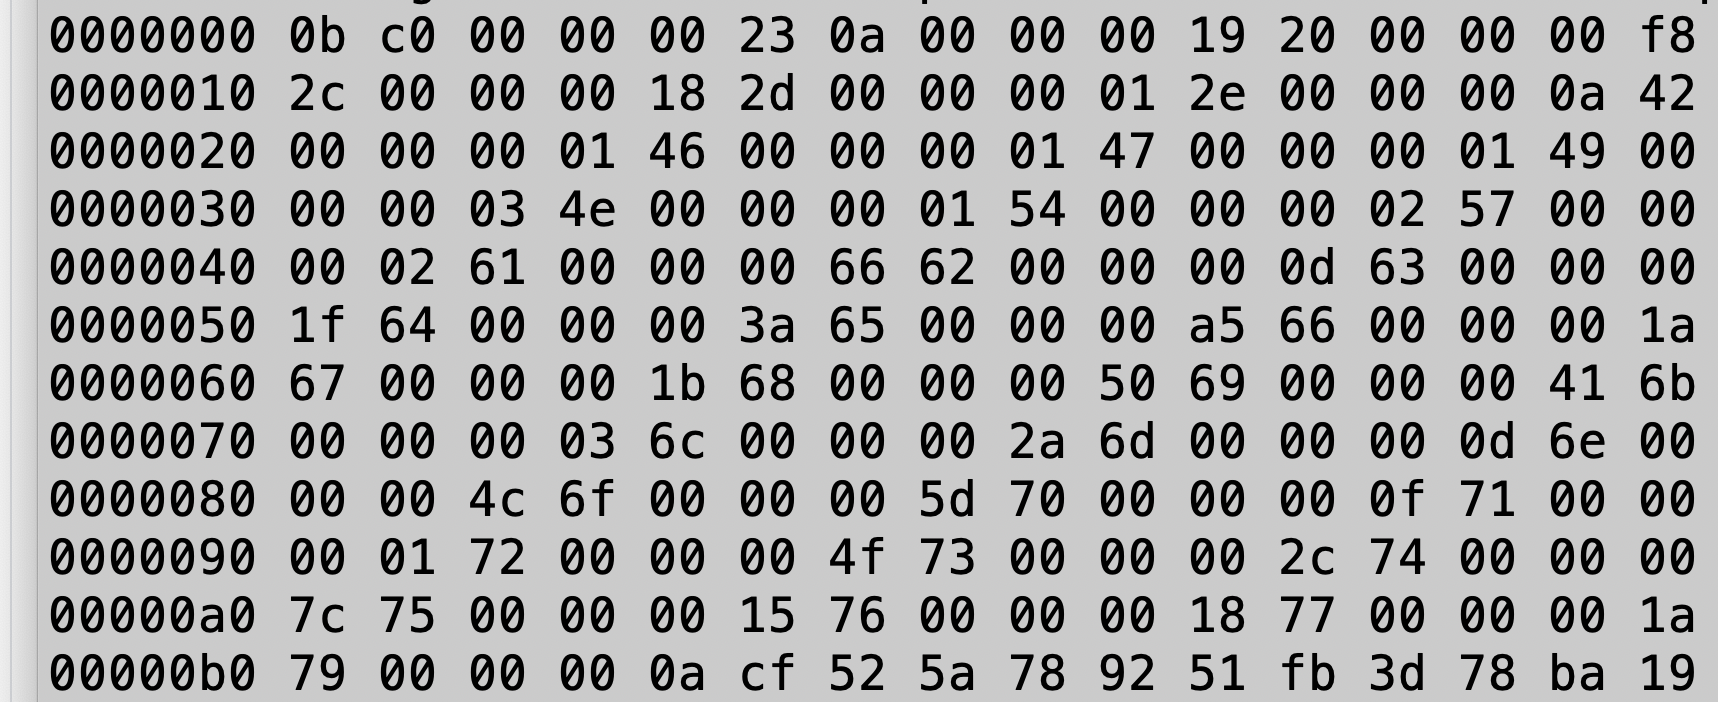 0000000 0b c0 00 00 00 23 0a 00 00 00 19 20 00 00 00 f8
0000010 2c 00 00 00 18 2d 00 00 00 01 2e 00 00 00 0a 42
0000020 00 00 00 01 46 00 00 00 01 47 00 00 00 01 49 00
0000030 00 00 03 4e 00 00 00 01 54 00 00 00 02 57 00 00
0000040 00 02 61 00 00 00 66 62 00 00 00 0d 63 00 00 00
0000050 1f 64 00 00 00 3a 65 00 00 00 a5 66 00 00 00 1a
0000060 67 00 00 00 1b 68 00 00 00 50 69 00 00 00 41 6b
0000070 00 00 00 03 6c 00 00 00 2a 6d 00 00 00 0d 6e 00
0000080 00 00 4c 6f 00 00 00 5d 70 00 00 00 0f 71 00 00
0000090 00 01 72 00 00 00 4f 73 00 00 00 2c 74 00 00 00
00000a0 7c 75 00 00 00 15 76 00 00 00 18 77 00 00 00 1a
00000b0 79 00 00 00 0a cf 52 5a 78 92 51 fb 3d 78 ba 19